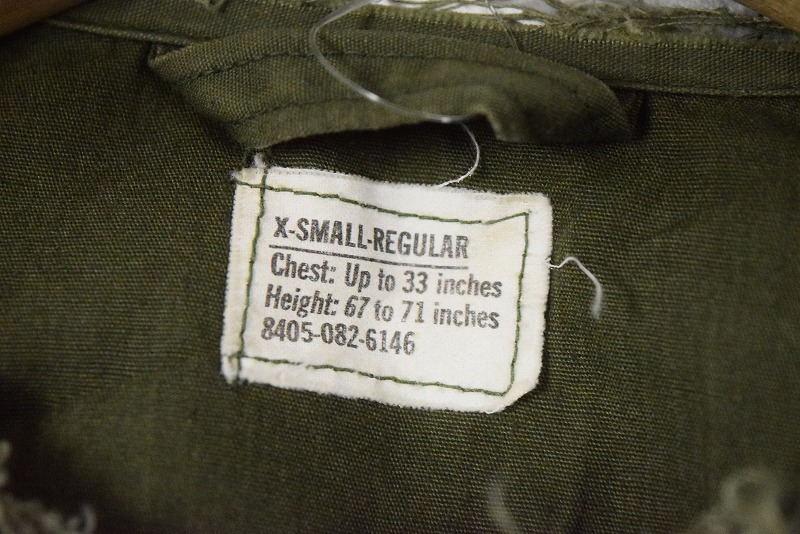 X-SMALL-REGULAR
Chest: Up to 33 inches
Height: 67 to 71 inches
8405-082-6146